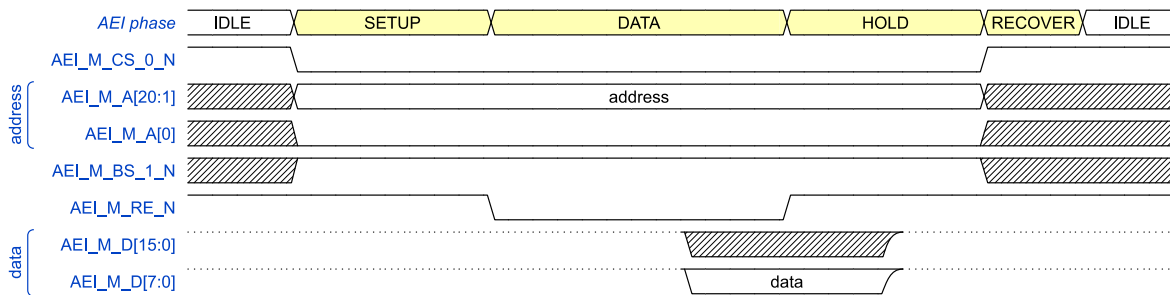 AEI phase IDLE SETUP DATA HOLD RECOVER IDLE
AEI_M_CS_0_N
address
AEI_M_A[20:1] address
AEI_M_A[0]
AEI_M_BS_1_N
AEI_M_RE_N
data
AEI_M_D[15:0]
AEI_M_D[7:0] data